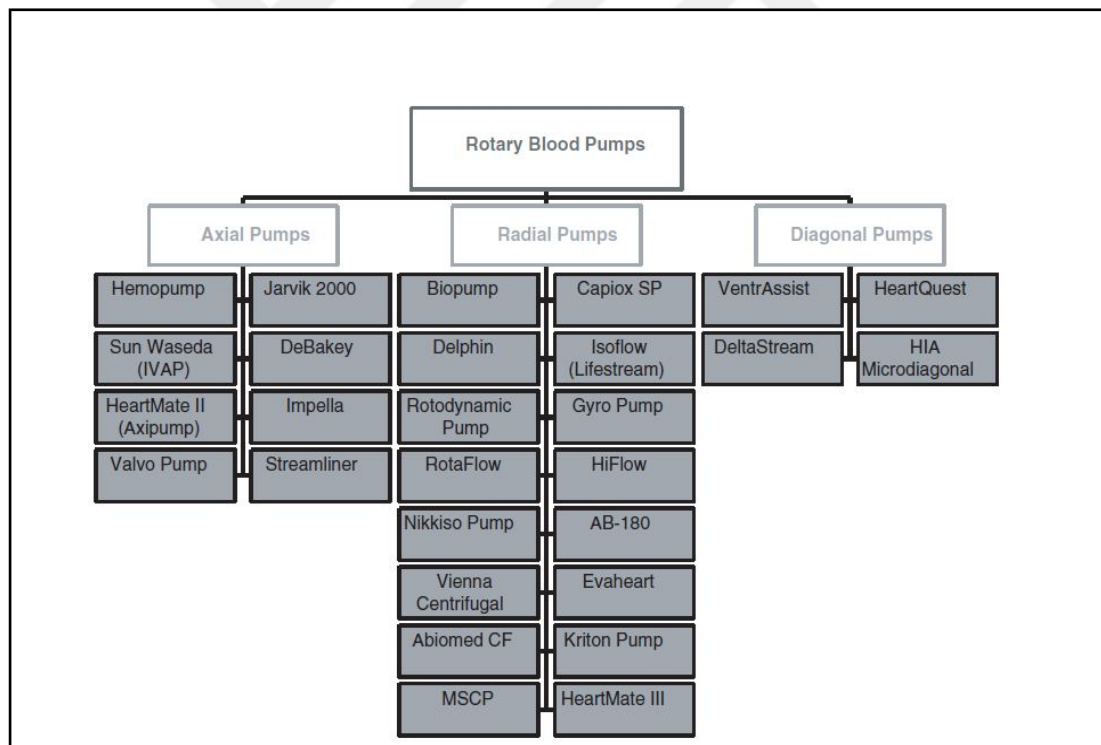 Rotary Blood Pumps
Axial Pumps
Radial Pumps
Diagonal Pumps
Hemopump
Jarvik 2000
Sun Waseda
(IVAP)
DeBakey
HeartMate II
(Axipump)
Impella
Valvo Pump
Streamliner
Biopump
Capiox SP
Delphin
Isoflow
(Lifestream)
Rotodynamic
Pump
Gyro Pump
RotaFlow
HiFlow
Nikkiso Pump
AB-180
Vienna
Centrifugal
Evaheart
Abiomed CF
Kriton Pump
MSCP
HeartMate III
VentrAssist
HeartQuest
DeltaStream
HIA
Microdiagonal